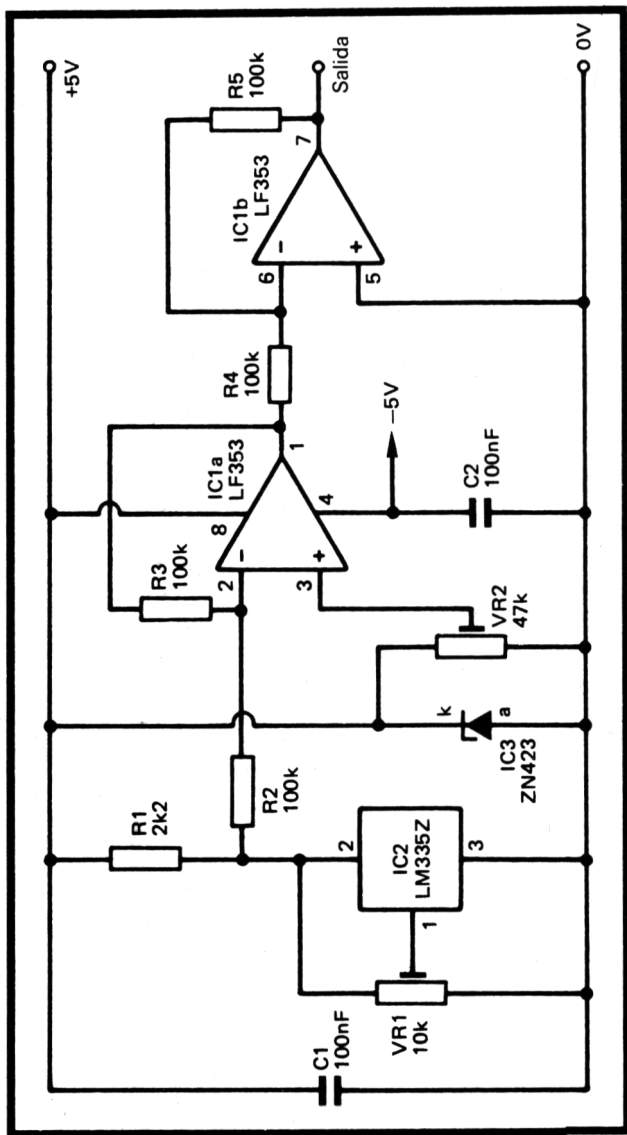 +5V
Salida
0V
R5
100k
7
IC1b
LF353
−
+
6
5
R4
100k
IC1a
LF353
1
8
4
−
+
2
3
−5V
C2
100nF
R3
100k
VR2
47k
k
a
IC3
ZN423
R1
2k2
R2
100k
2
IC2
LM335Z
3
1
VR1
10k
C1
100nF